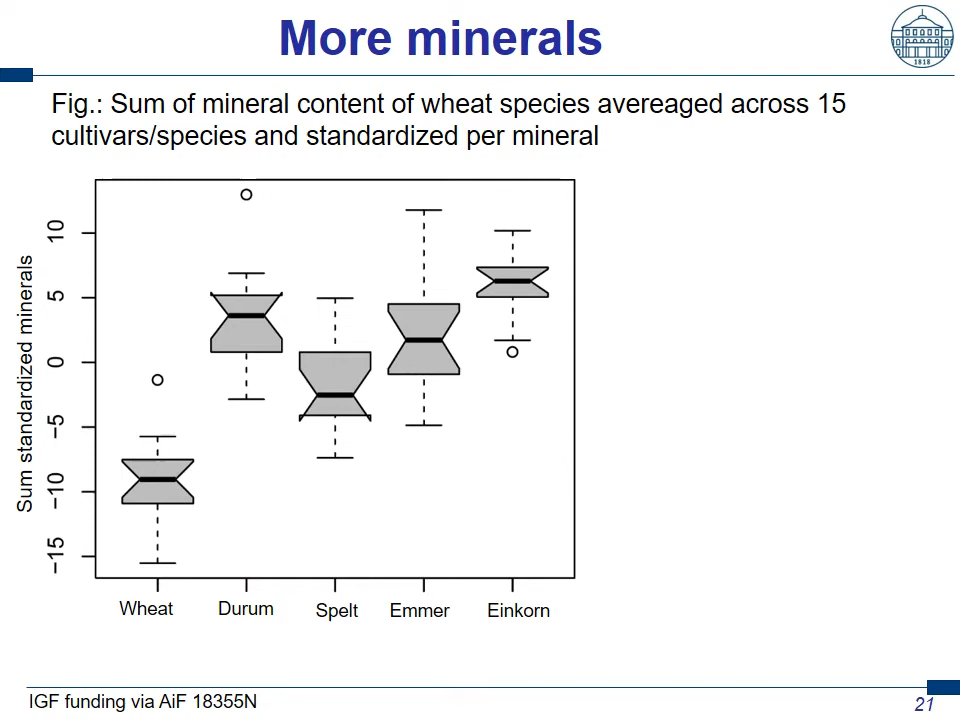 More minerals
1818
Fig.: Sum of mineral content of wheat species avereaged across 15
cultivars/species and standardized per mineral
Sum standardized minerals
10
5
0
−5
−10
−15
Wheat Durum Spelt Emmer Einkorn
IGF funding via AiF 18355N
21